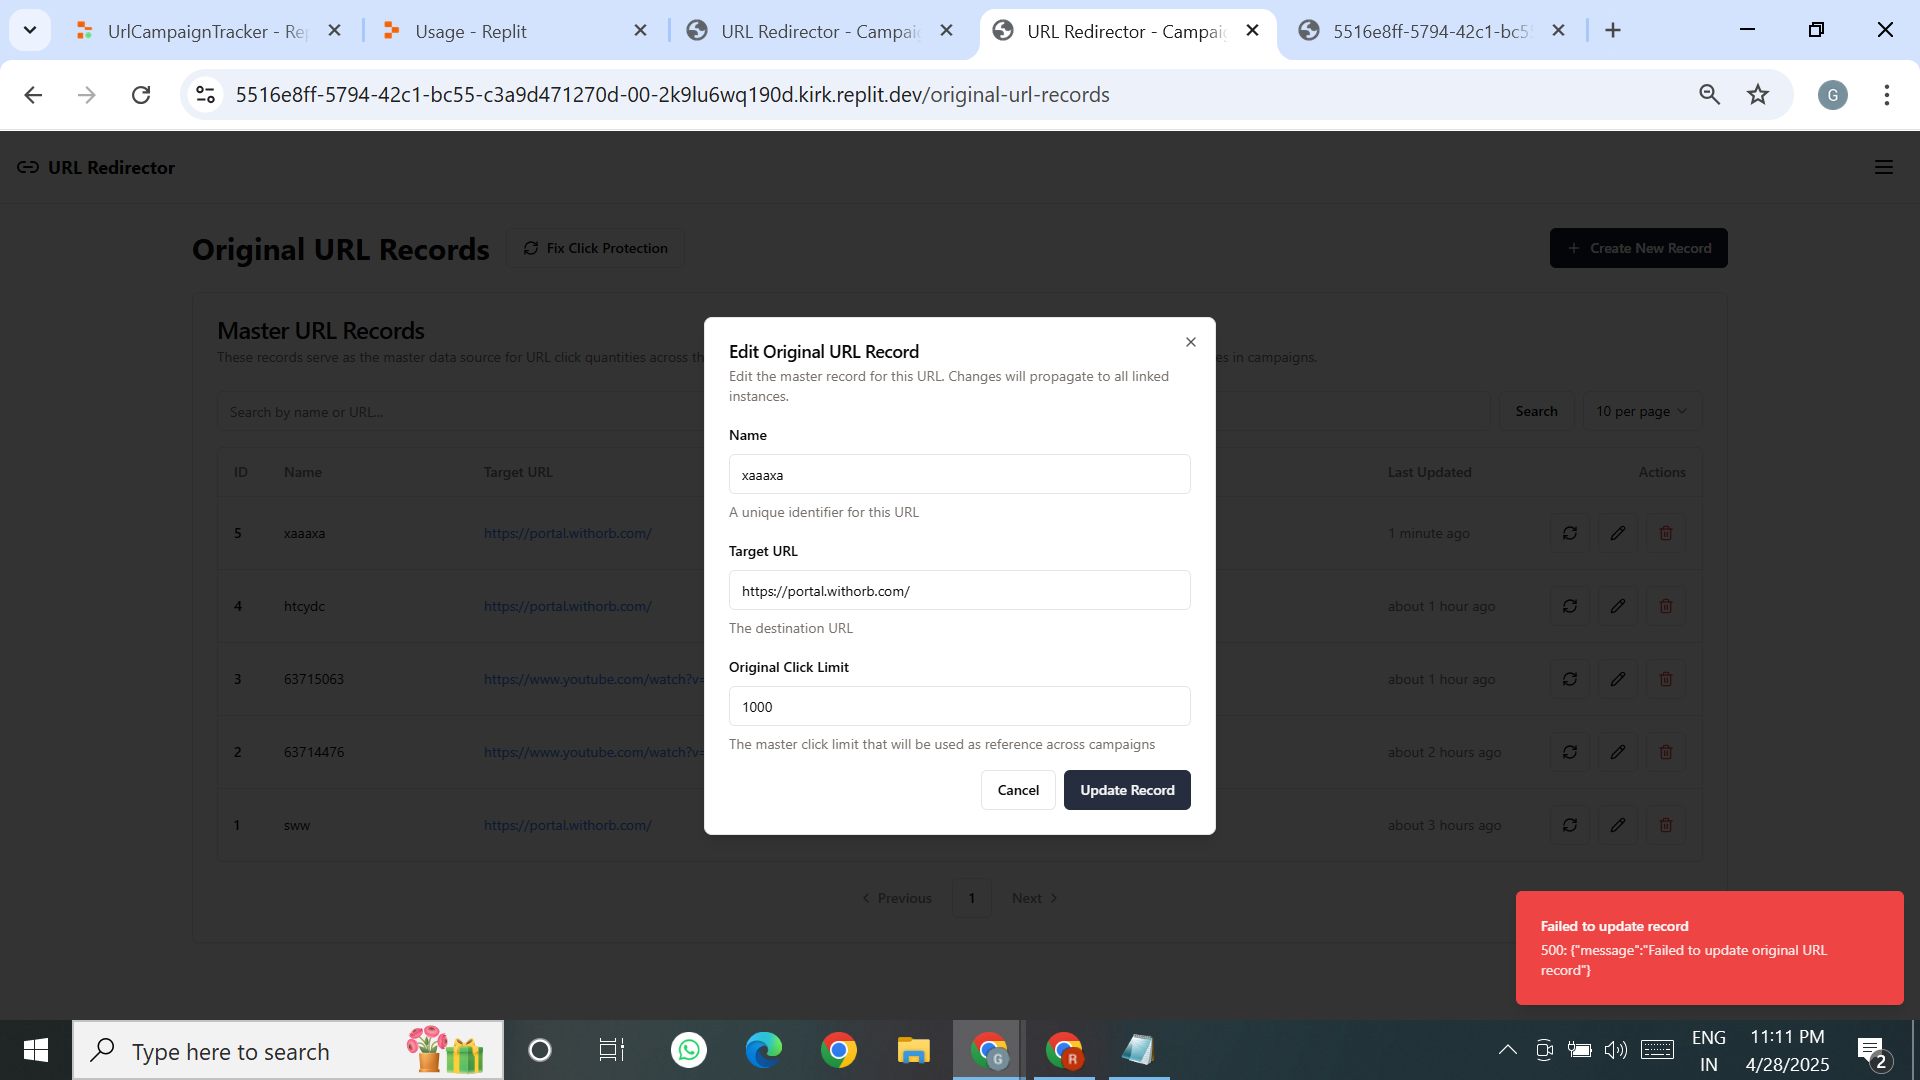 UrlCampaignTracker - Rep
Usage - Replit
URL Redirector - Campaig
URL Redirector - Campaig
5516e8ff-5794-42c1-bc55
5516e8ff-5794-42c1-bc55-c3a9d471270d-00-2k9lu6wq190d.kirk.replit.dev/original-url-records
G
URL Redirector
Original URL Records
Fix Click Protection
Create New Record
Master URL Records
These records serve as the master data source for URL click quantities across th
es in campaigns.
Search by name or URL...
Search
10 per page
ID Name Target URL Last Updated Actions
5 xaaaxa https://portal.withorb.com/ 1 minute ago
4 htcydc https://portal.withorb.com/ about 1 hour ago
3 63715063 https://www.youtube.com/watch?v= about 1 hour ago
2 63714476 https://www.youtube.com/watch?v= about 2 hours ago
1 sww https://portal.withorb.com/ about 3 hours ago
Previous 1 Next
Edit Original URL Record
Edit the master record for this URL. Changes will propagate to all linked
instances.
Name
xaaaxa
A unique identifier for this URL
Target URL
https://portal.withorb.com/
The destination URL
Original Click Limit
1000
The master click limit that will be used as reference across campaigns
Cancel
Update Record
Failed to update record
500: {"message":"Failed to update original URL
record"}
Type here to search
G
R
ENG
IN
11:11 PM
4/28/2025
2